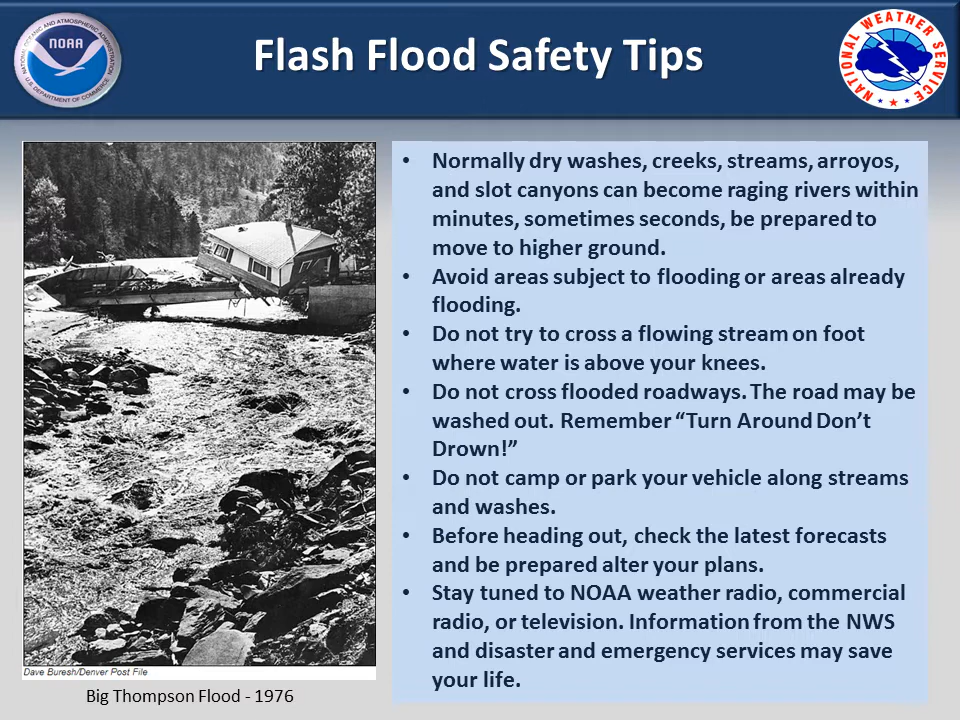 NATIONAL OCEANIC AND ATMOSPHERIC ADMINISTRATION
NOAA
U.S. DEPARTMENT OF COMMERCE
Flash Flood Safety Tips
NATIONAL WEATHER SERVICE
• Normally dry washes, creeks, streams, arroyos,
and slot canyons can become raging rivers within
minutes, sometimes seconds, be prepared to
move to higher ground.
• Avoid areas subject to flooding or areas already
flooding.
• Do not try to cross a flowing stream on foot
where water is above your knees.
• Do not cross flooded roadways. The road may be
washed out. Remember “Turn Around Don’t
Drown!”
• Do not camp or park your vehicle along streams
and washes.
• Before heading out, check the latest forecasts
and be prepared alter your plans.
• Stay tuned to NOAA weather radio, commercial
radio, or television. Information from the NWS
and disaster and emergency services may save
your life.
Dave Buresh/Denver Post File
Big Thompson Flood - 1976